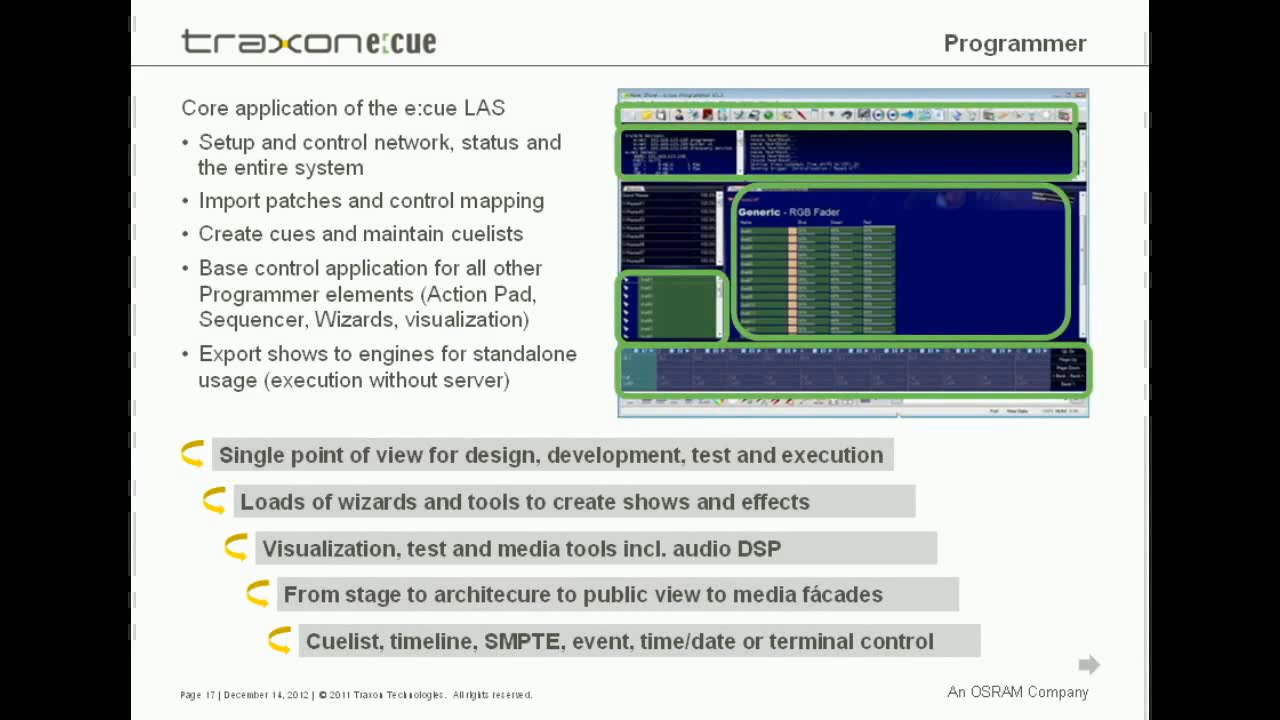 traxon e:cue
Programmer
Core application of the e:cue LAS
• Setup and control network, status and
the entire system
• Import patches and control mapping
• Create cues and maintain cuelists
• Base control application for all other
Programmer elements (Action Pad,
Sequencer, Wizards, visualization)
• Export shows to engines for standalone
usage (execution without server)
Generic - RGB Fader
Single point of view for design, development, test and execution
Loads of wizards and tools to create shows and effects
Visualization, test and media tools incl. audio DSP
From stage to architecure to public view to media fácades
Cuelist, timeline, SMPTE, event, time/date or terminal control
Page 17 | December 14, 2012 | © 2011 Traxon Technologies. All rights reserved.
An OSRAM Company